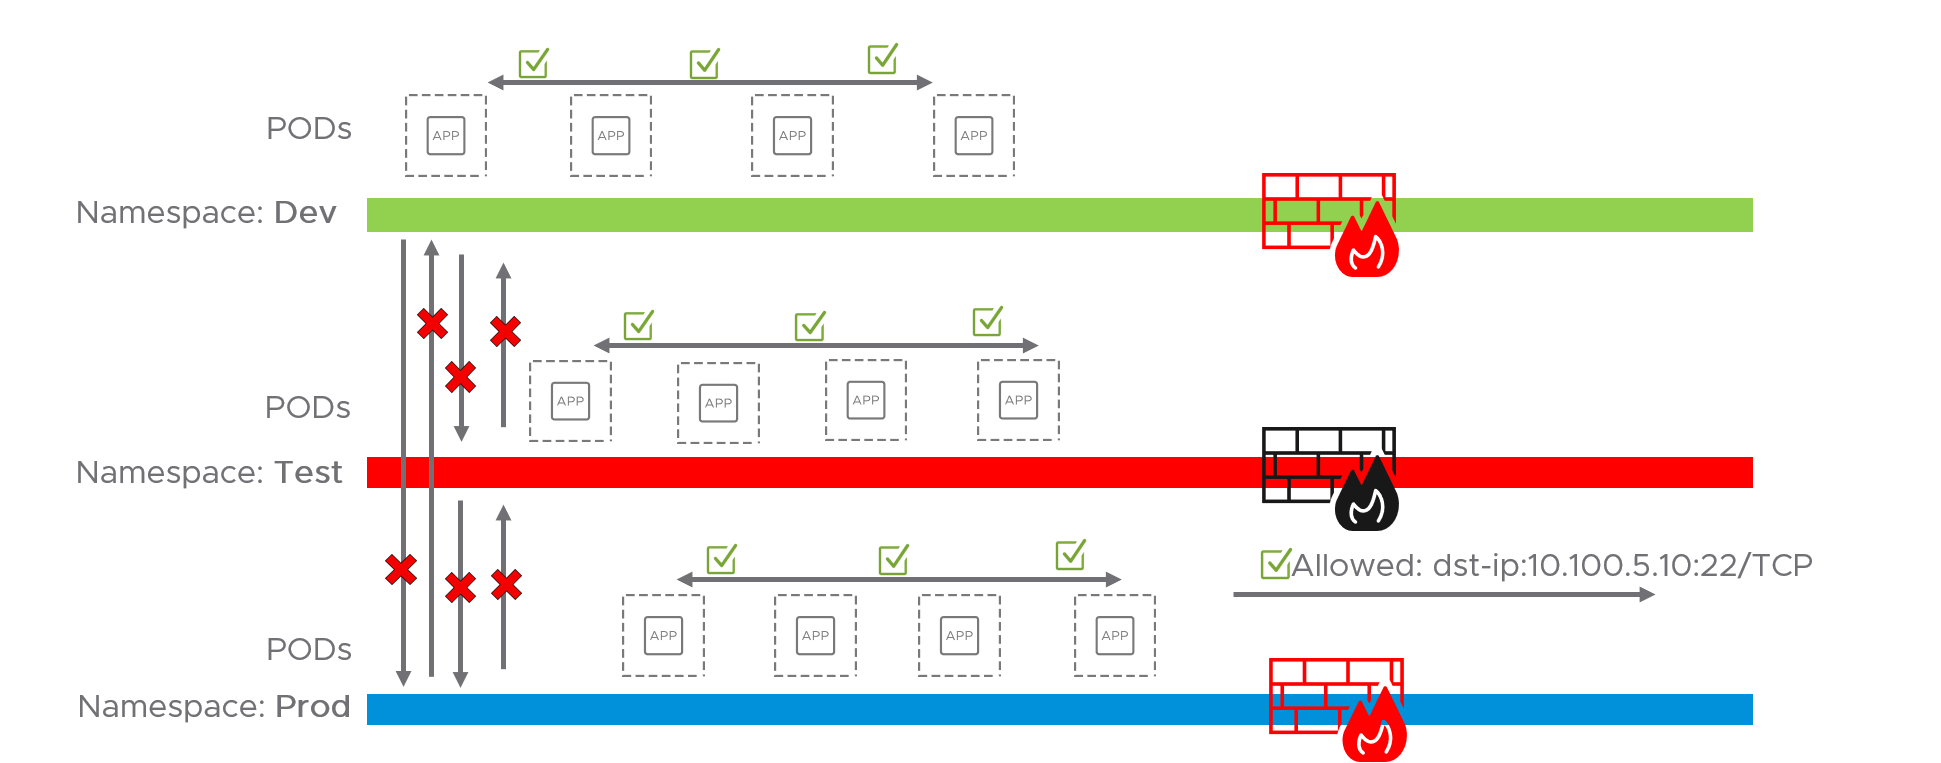 PODs
APP APP APP APP
Namespace: Dev
PODs
APP APP APP APP
Namespace: Test
Allowed: dst-ip:10.100.5.10:22/TCP
PODs
APP APP APP APP
Namespace: Prod